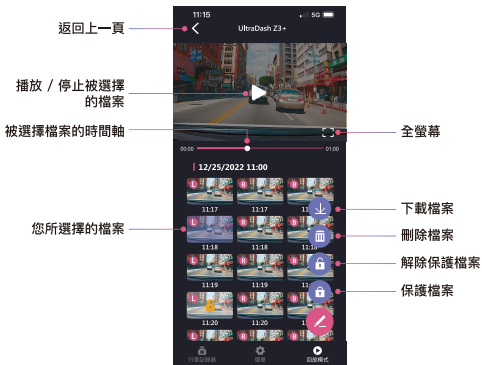 11:15
5G
返回上一頁
UltraDash Z3+
播放 / 停止被選擇
的檔案
被選擇檔案的時間軸
全螢幕
00:00
01:00
12/25/2022 11:00
L
R
R
11:17
11:17
下載檔案
L
R
R
您所選擇的檔案
刪除檔案
11:18
11:18
11:18
L
R
R
解除保護檔案
11:19
11:19
L
R
R
保護檔案
11:20
11:20
L
R
R
行車記錄器
檔案
回放模式